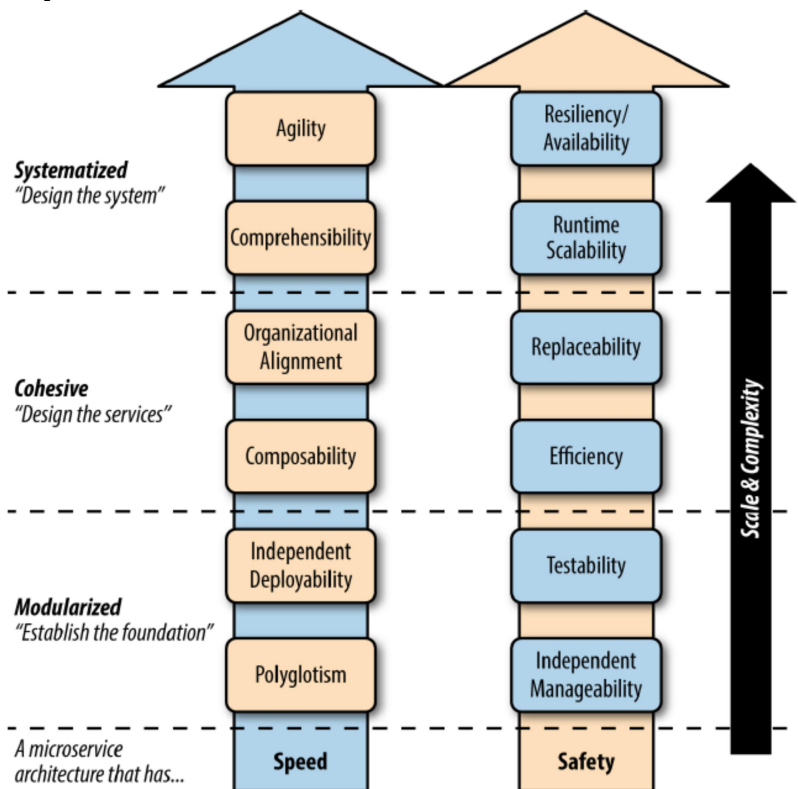 Agility
Resiliency/
Availability
Systematized
“Design the system”
Comprehensibility
Runtime
Scalability
Organizational
Alignment
Replaceability
Cohesive
“Design the services”
Composability
Efficiency
Scale & Complexity
Independent
Deployability
Testability
Modularized
“Establish the foundation”
Polyglotism
Independent
Manageability
A microservice
architecture that has...
Speed
Safety